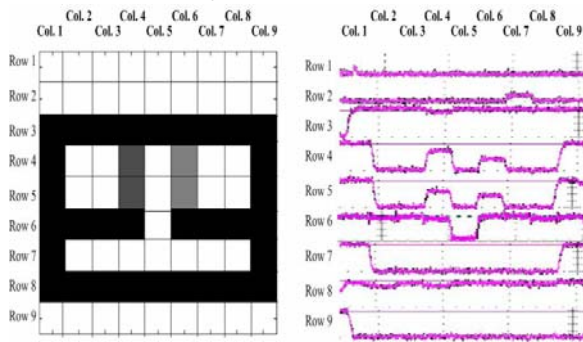 Col. 2 Col. 4 Col. 6 Col. 8
Col. 1 Col. 3 Col. 5 Col. 7 Col. 9
Row 1
Row 2
Row 3
Row 4
Row 5
Row 6
Row 7
Row 8
Row 9
Col. 2 Col. 4 Col. 6 Col. 8
Col. 1 Col. 3 Col. 5 Col. 7 Col. 9
Row 1
Row 2
Row 3
Row 4
Row 5
Row 6
Row 7
Row 8
Row 9